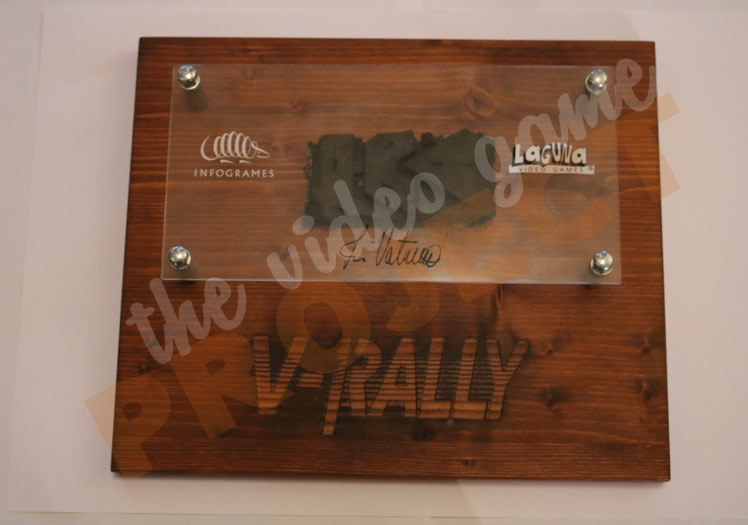 INFOGRAMES
LAGUNA
VIDEO GAMES ®
V-RALLY
the video game
PROJECT